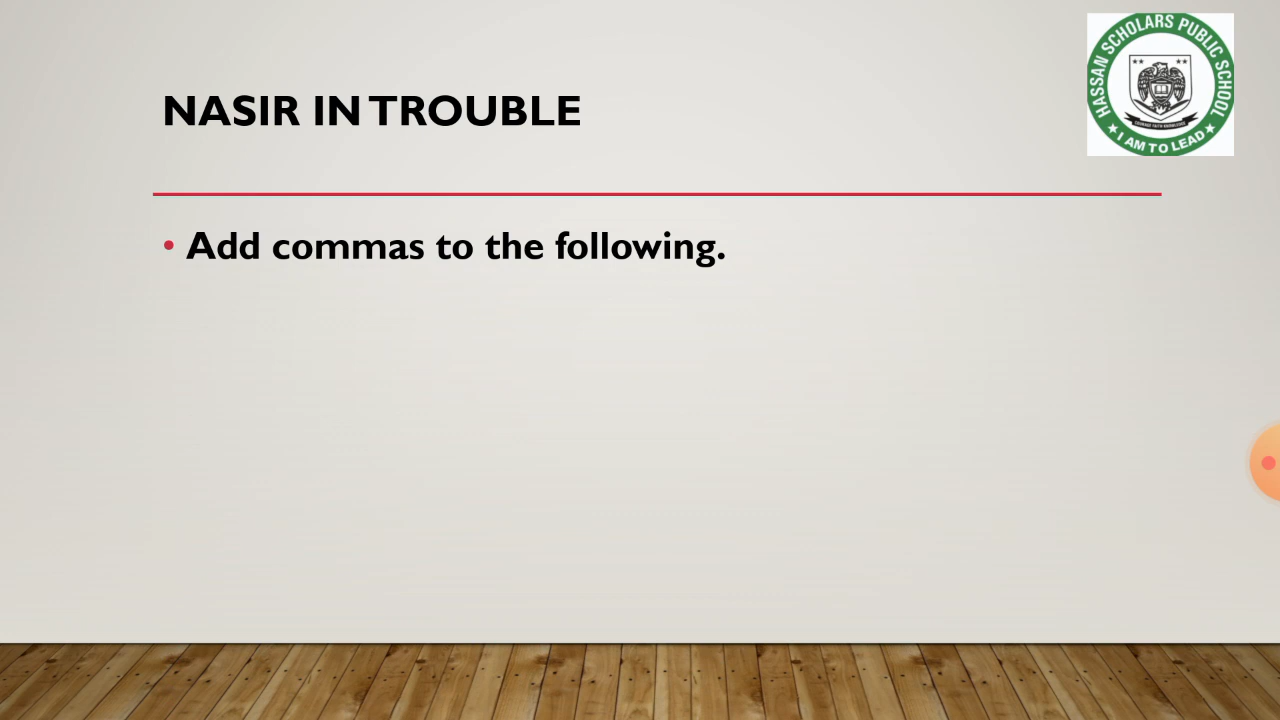 HASSAN SCHOLARS PUBLIC SCHOOL
I AM TO LEAD
NASIR IN TROUBLE
• Add commas to the following.